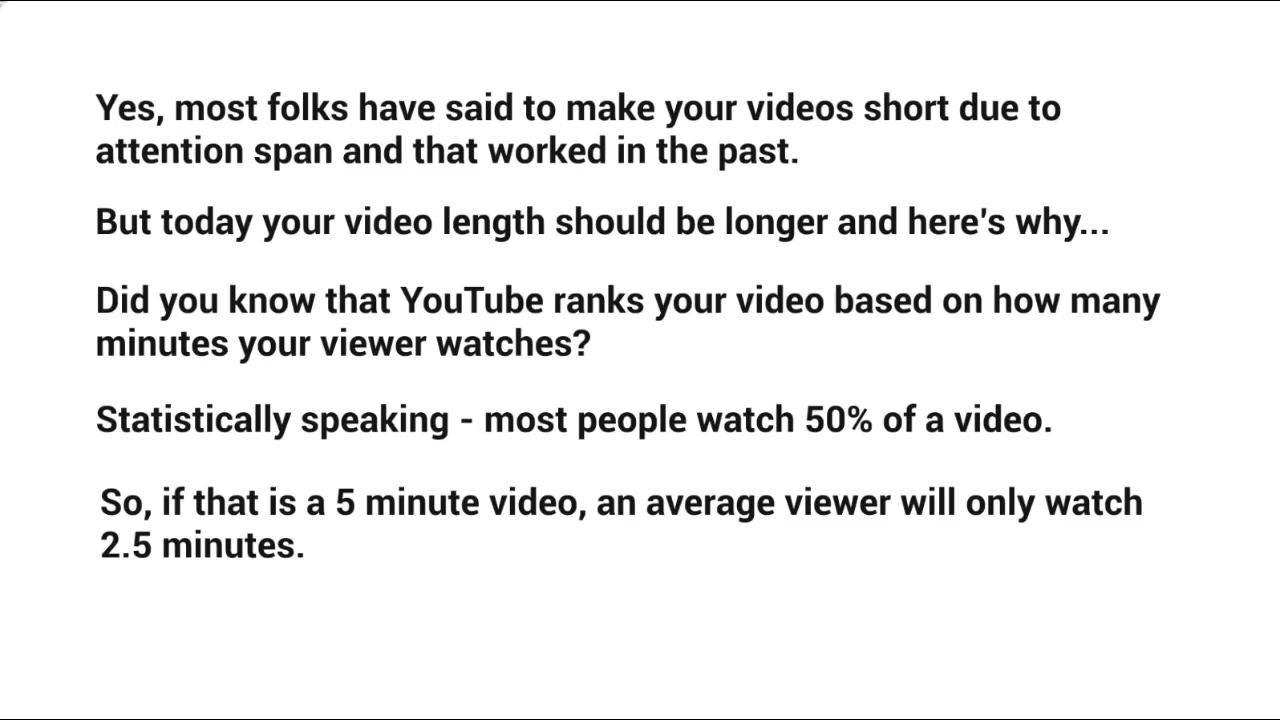 Yes, most folks have said to make your videos short due to
attention span and that worked in the past.
But today your video length should be longer and here's why...
Did you know that YouTube ranks your video based on how many
minutes your viewer watches?
Statistically speaking - most people watch 50% of a video.
So, if that is a 5 minute video, an average viewer will only watch
2.5 minutes.